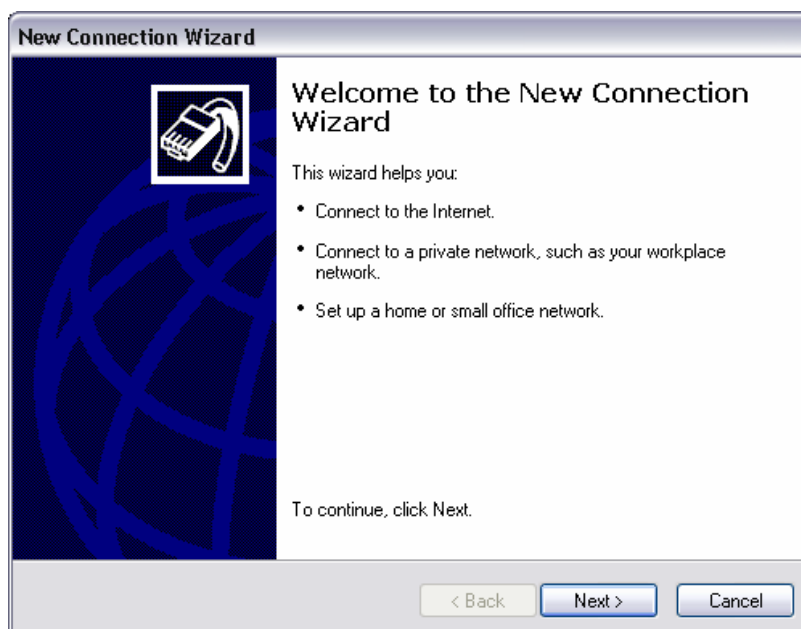 New Connection Wizard
Welcome to the New Connection
Wizard
This wizard helps you:
• Connect to the Internet.
• Connect to a private network, such as your workplace
network.
• Set up a home or small office network.
To continue, click Next.
< Back
Next >
Cancel